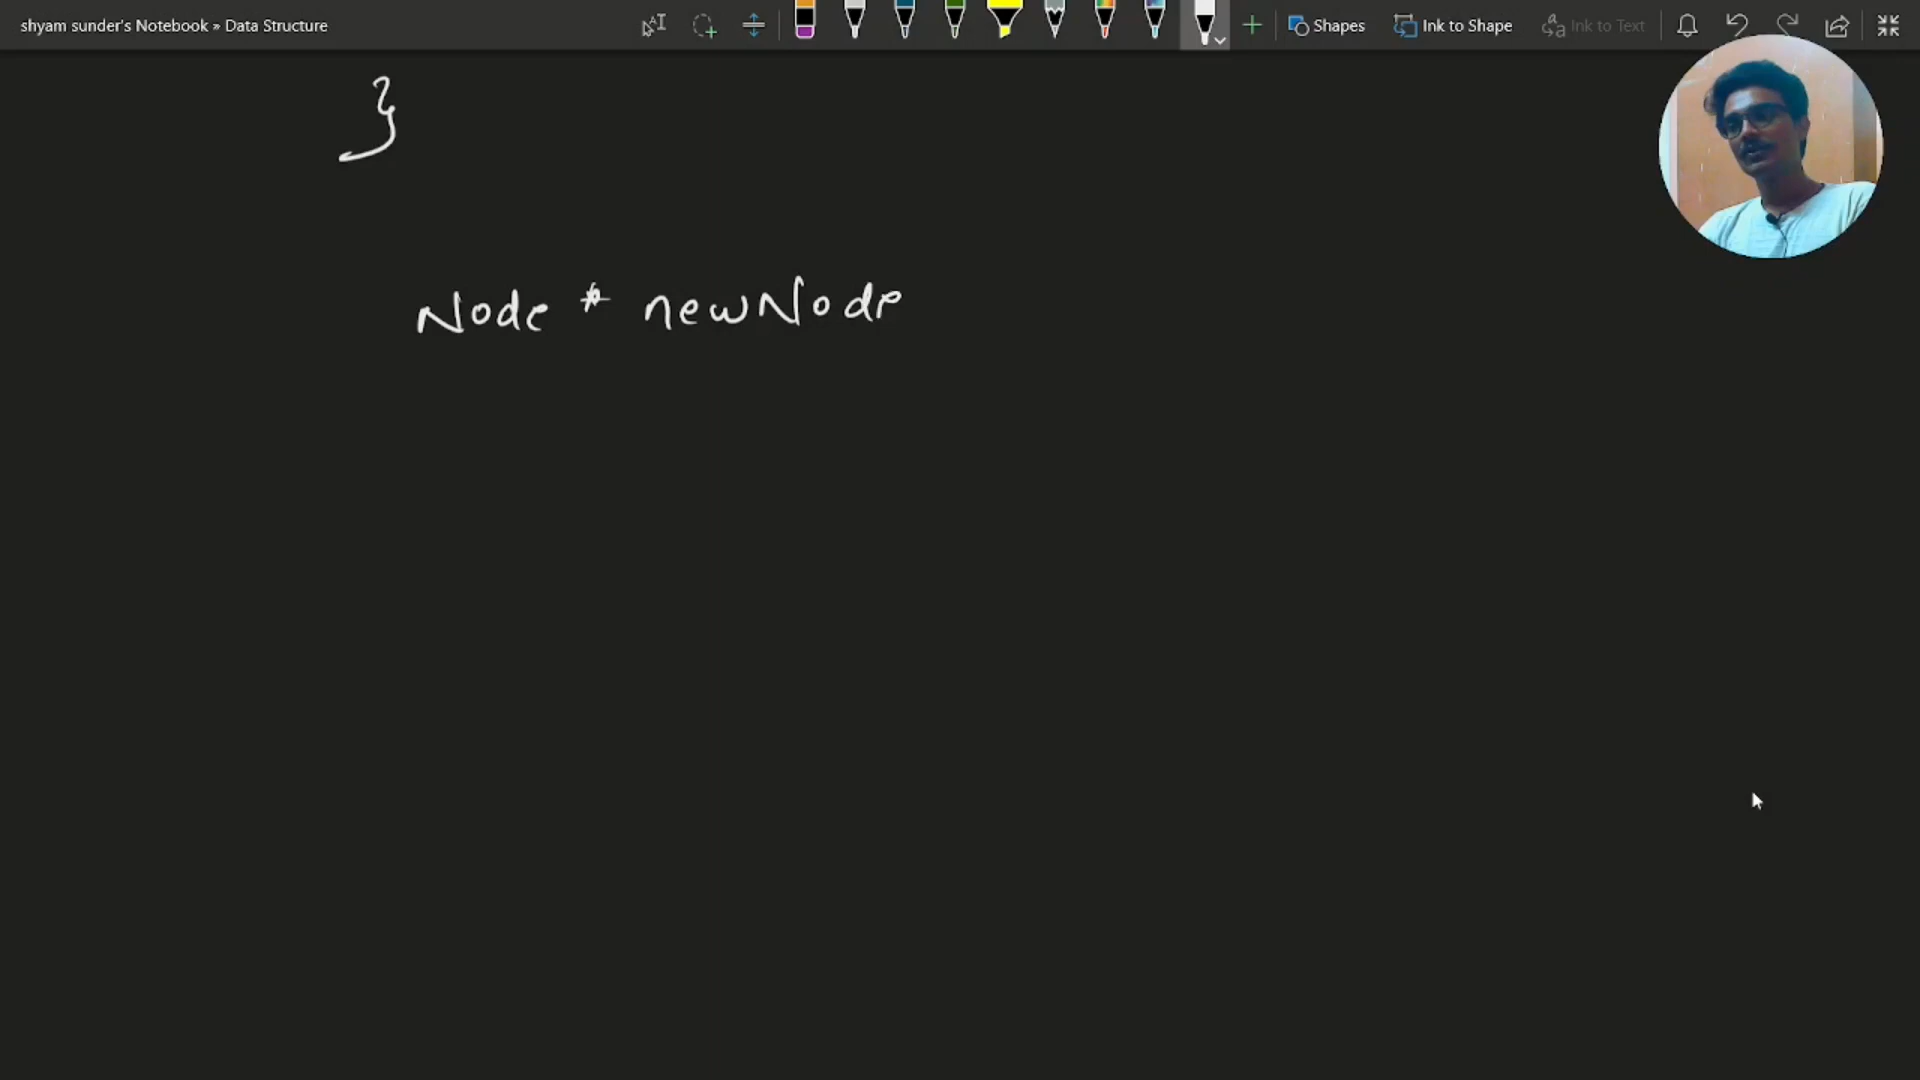 shyam sunder's Notebook » Data Structure
Shapes
Ink to Shape
Ink to Text
}
Node * newNode